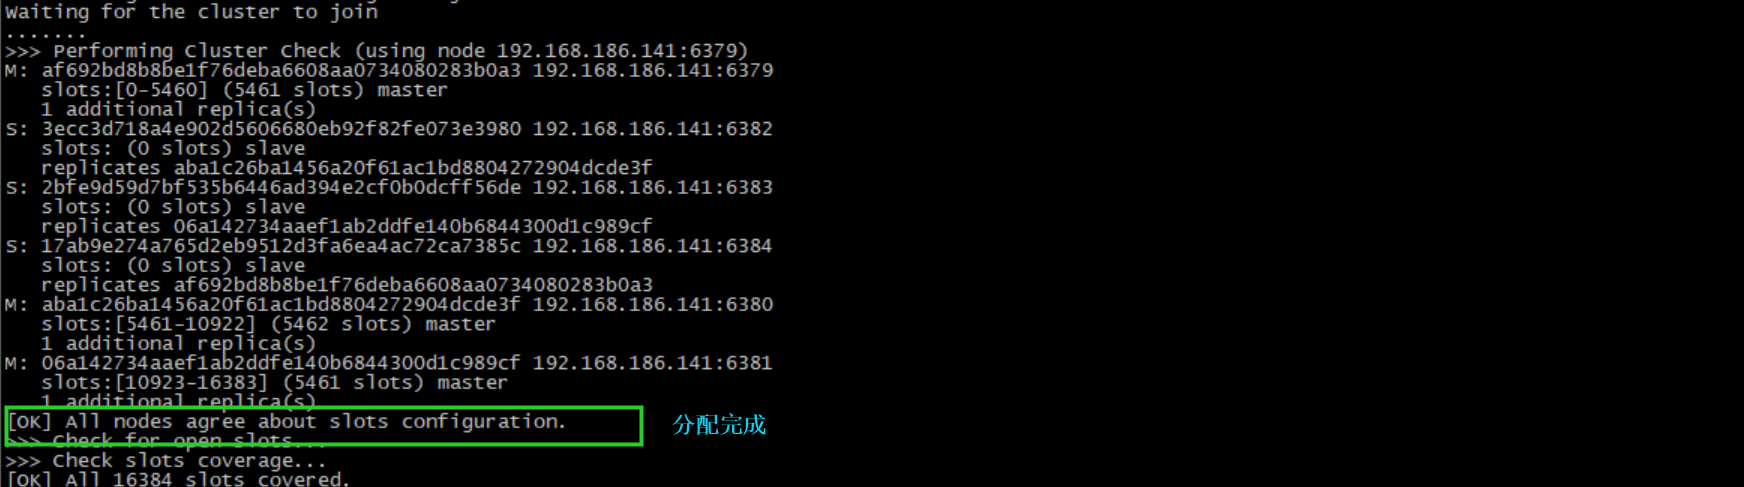 Waiting for the cluster to join
.......
>>> Performing Cluster Check (using node 192.168.186.141:6379)
M: af692bd8b8be1f76deba6608aa0734080283b0a3 192.168.186.141:6379
slots:[0-5460] (5461 slots) master
1 additional replica(s)
S: 3ecc3d718a4e902d5606680eb92f82fe073e3980 192.168.186.141:6382
slots: (0 slots) slave
replicates aba1c26ba1456a20f61ac1bd8804272904dcde3f
S: 2bfe9d59d7bf535b6446ad394e2cf0b0dcff56de 192.168.186.141:6383
slots: (0 slots) slave
replicates 06a142734aaef1ab2ddfe140b6844300d1c989cf
S: 17ab9e274a765d2eb9512d3fa6ea4ac72ca7385c 192.168.186.141:6384
slots: (0 slots) slave
replicates af692bd8b8be1f76deba6608aa0734080283b0a3
M: aba1c26ba1456a20f61ac1bd8804272904dcde3f 192.168.186.141:6380
slots:[5461-10922] (5462 slots) master
1 additional replica(s)
M: 06a142734aaef1ab2ddfe140b6844300d1c989cf 192.168.186.141:6381
slots:[10923-16383] (5461 slots) master
1 additional replica(s)
[OK] All nodes agree about slots configuration.
分配完成
>>> Check for open slots...
>>> Check slots coverage...
[OK] All 16384 slots covered.